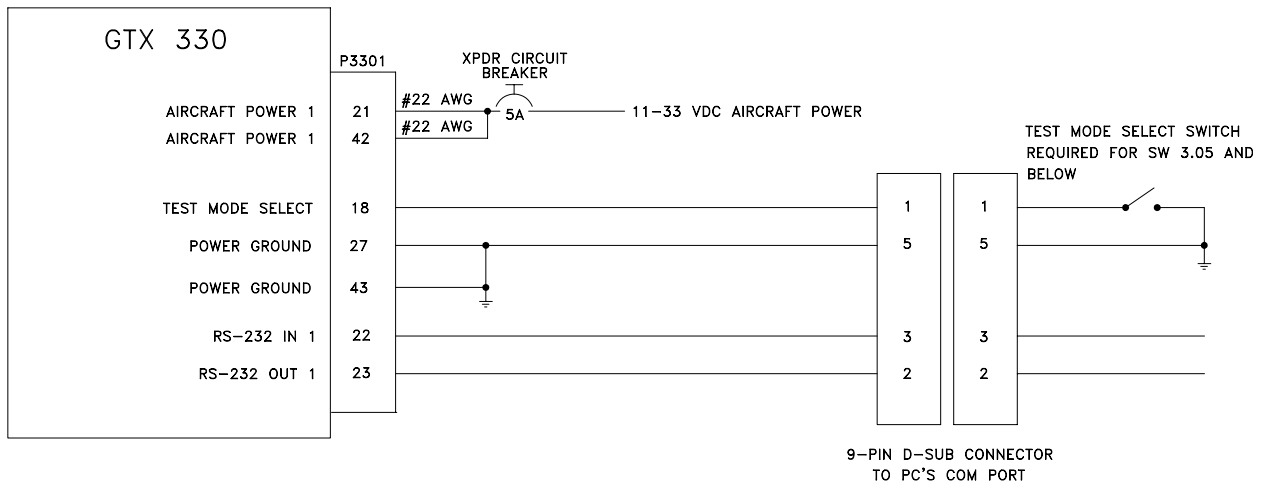 GTX 330
P3301
XPDR CIRCUIT
BREAKER
AIRCRAFT POWER 1 21 #22 AWG 5A 11-33 VDC AIRCRAFT POWER
AIRCRAFT POWER 1 42 #22 AWG
TEST MODE SELECT SWITCH
REQUIRED FOR SW 3.05 AND
BELOW
TEST MODE SELECT 18 1 1
POWER GROUND 27 5 5
POWER GROUND 43
RS-232 IN 1 22 3 3
RS-232 OUT 1 23 2 2
9-PIN D-SUB CONNECTOR
TO PC'S COM PORT